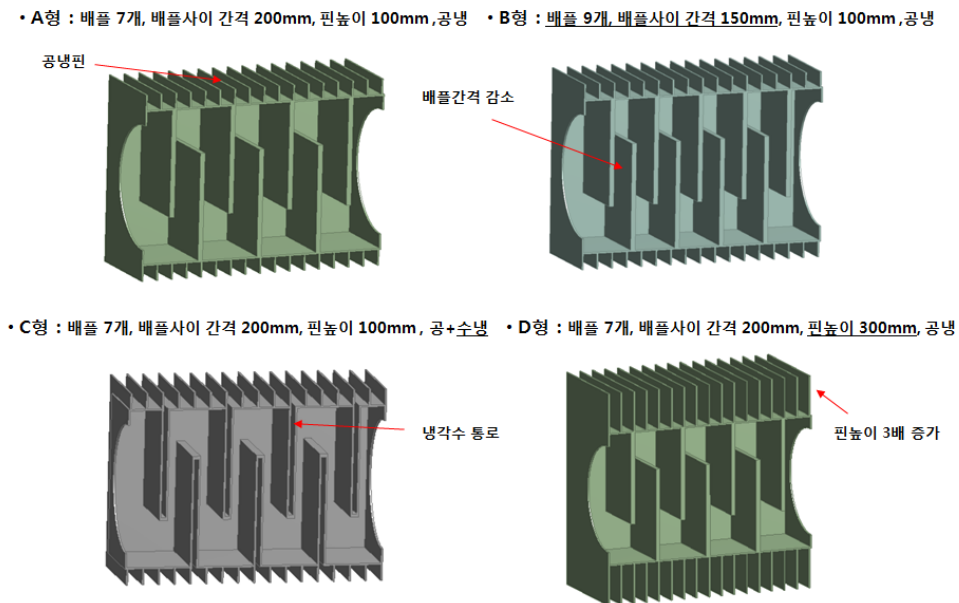 • A형 : 배플 7개, 배플사이 간격 200mm, 핀높이 100mm ,공냉
• B형 : 배플 9개, 배플사이 간격 150mm, 핀높이 100mm ,공냉
공냉핀
배플간격 감소
• C형 : 배플 7개, 배플사이 간격 200mm, 핀높이 100mm , 공+수냉
• D형 : 배플 7개, 배플사이 간격 200mm, 핀높이 300mm, 공냉
냉각수 통로
핀높이 3배 증가